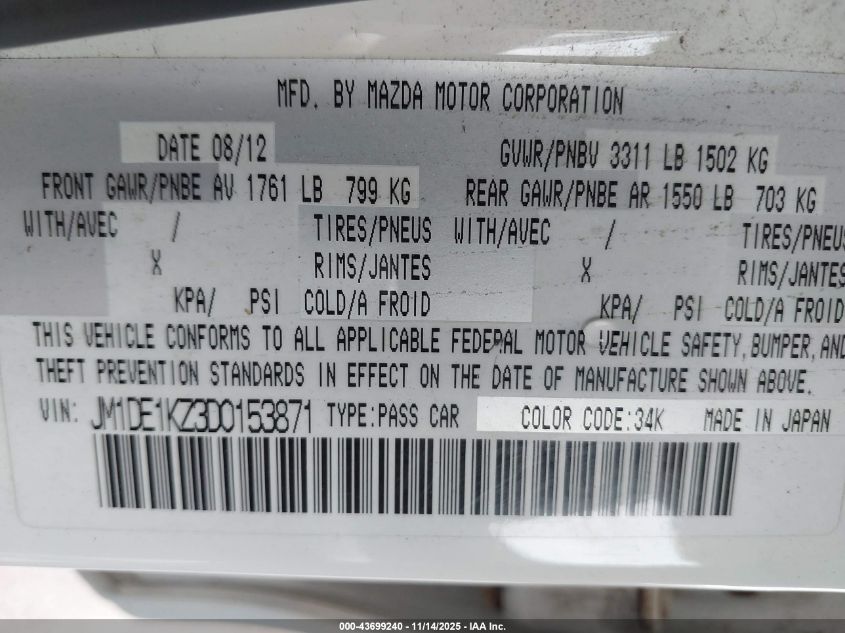 MFD. BY MAZDA MOTOR CORPORATION
DATE 08/12 GVWR/PNBV 3311 LB 1502 KG
FRONT GAWR/PNBE AV 1761 LB 799 KG REAR GAWR/PNBE AR 1550 LB 703 KG
WITH/AVEC / TIRES/PNEUS WITH/AVEC / TIRES/PNEUS
X RIMS/JANTES X RIMS/JANTES
KPA/ PSI COLD/A FROID KPA/ PSI COLD/A FROID
THIS VEHICLE CONFORMS TO ALL APPLICABLE FEDERAL MOTOR VEHICLE SAFETY, BUMPER, AND
THEFT PREVENTION STANDARDS IN EFFECT ON THE DATE OF MANUFACTURE SHOWN ABOVE.
VIN: JM1DE1KZ3D0153871 TYPE:PASS CAR COLOR CODE:34K MADE IN JAPAN
000-43699240 - 11/14/2025 - IAA Inc.